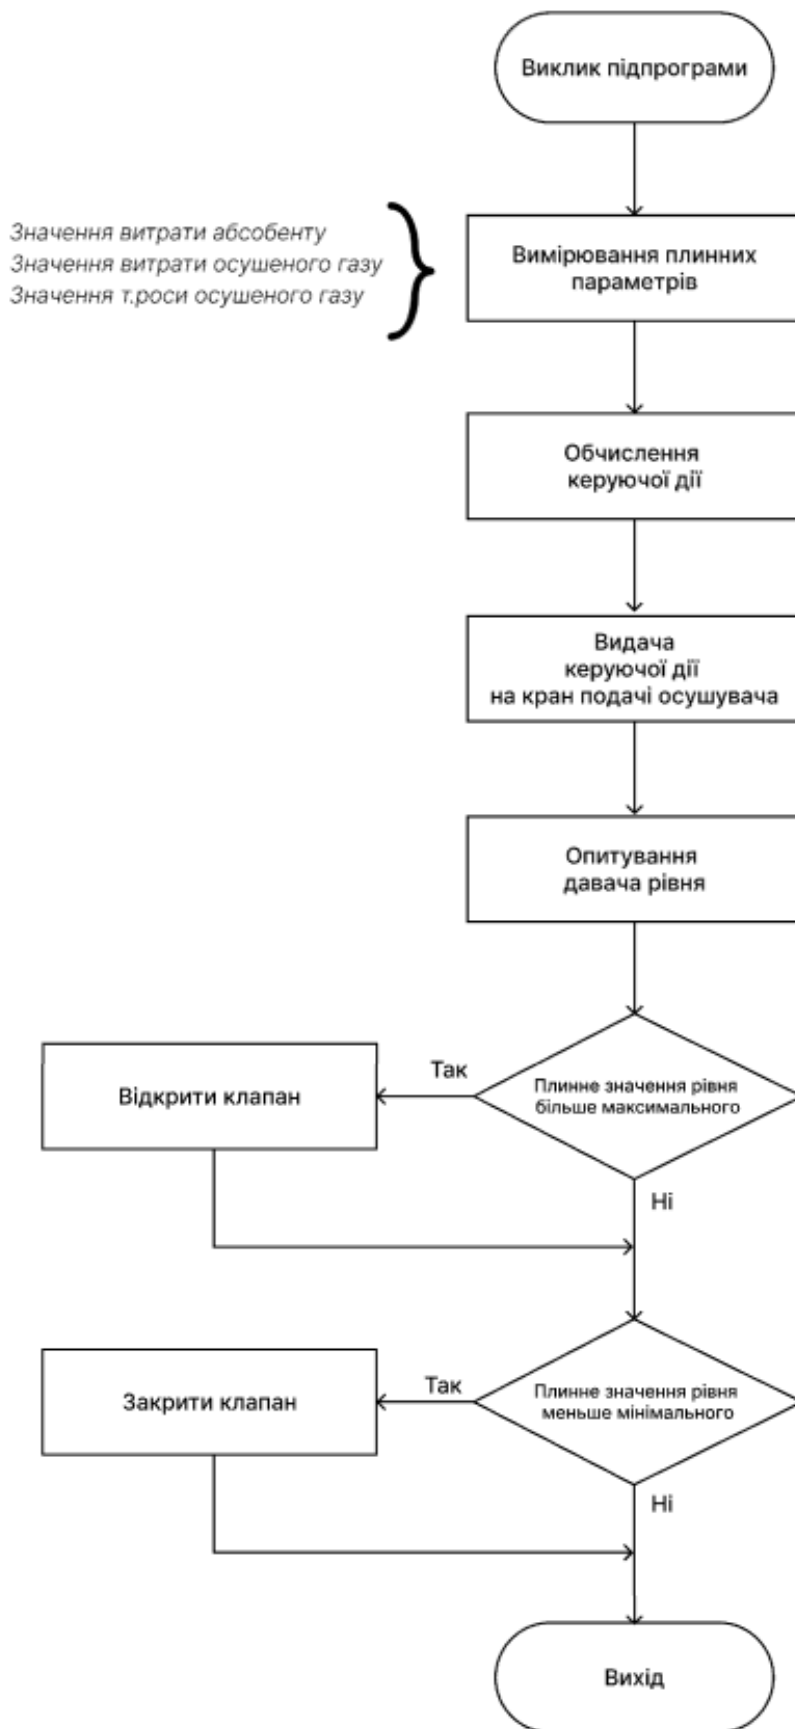 Виклик підпрограми
Значення витрати абсобенту
Значення витрати осушеного газу
Значення т.роси осушеного газу
Вимірювання плинних
параметрів
Обчислення
керуючої дії
Видача
керуючої дії
на кран подачі осушувача
Опитування
давача рівня
Плинне значення рівня
більше максимального
Так
Відкрити клапан
Ні
Плинне значення рівня
меньше мінімального
Так
Закрити клапан
Ні
Вихід